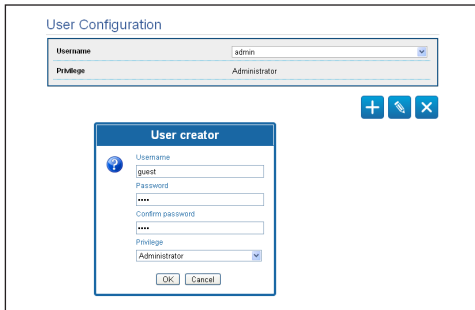 User Configuration
Username admin
Privilege Administrator
User creator
Username
guest
Password
••••
Confirm password
••••
Privilege
Administrator
OK Cancel